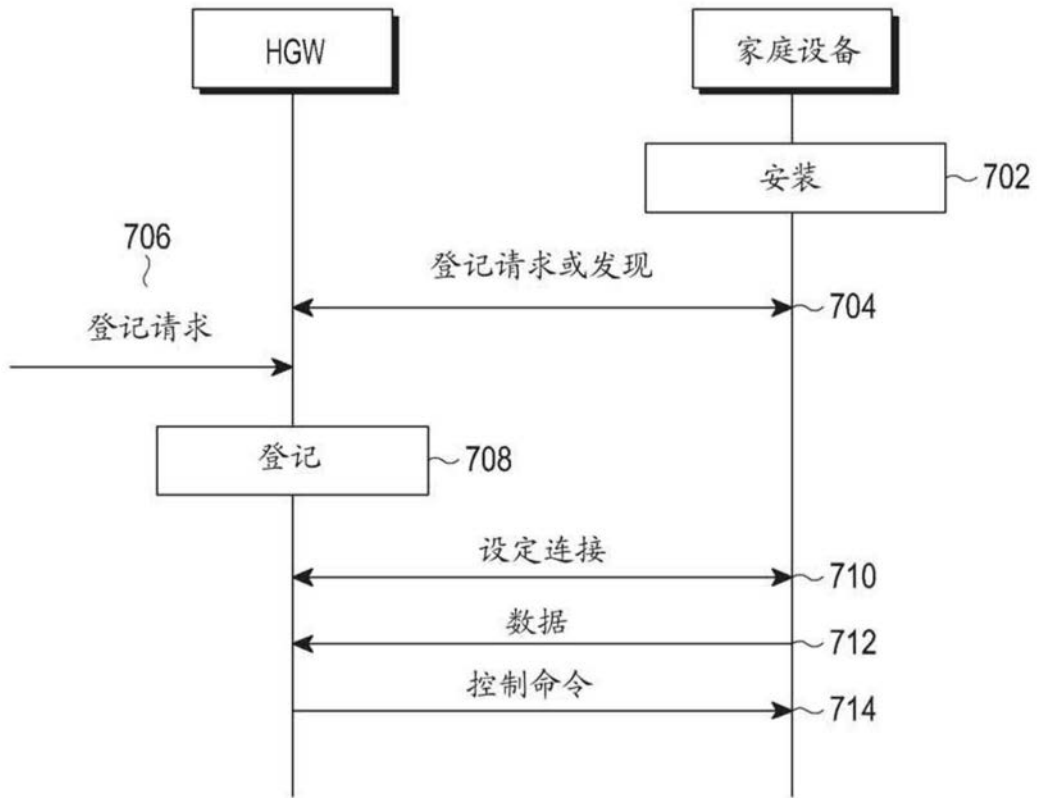 HGW
家庭设备
安装
702
706
登记请求或发现
704
登记请求
登记
708
设定连接
710
数据
712
控制命令
714